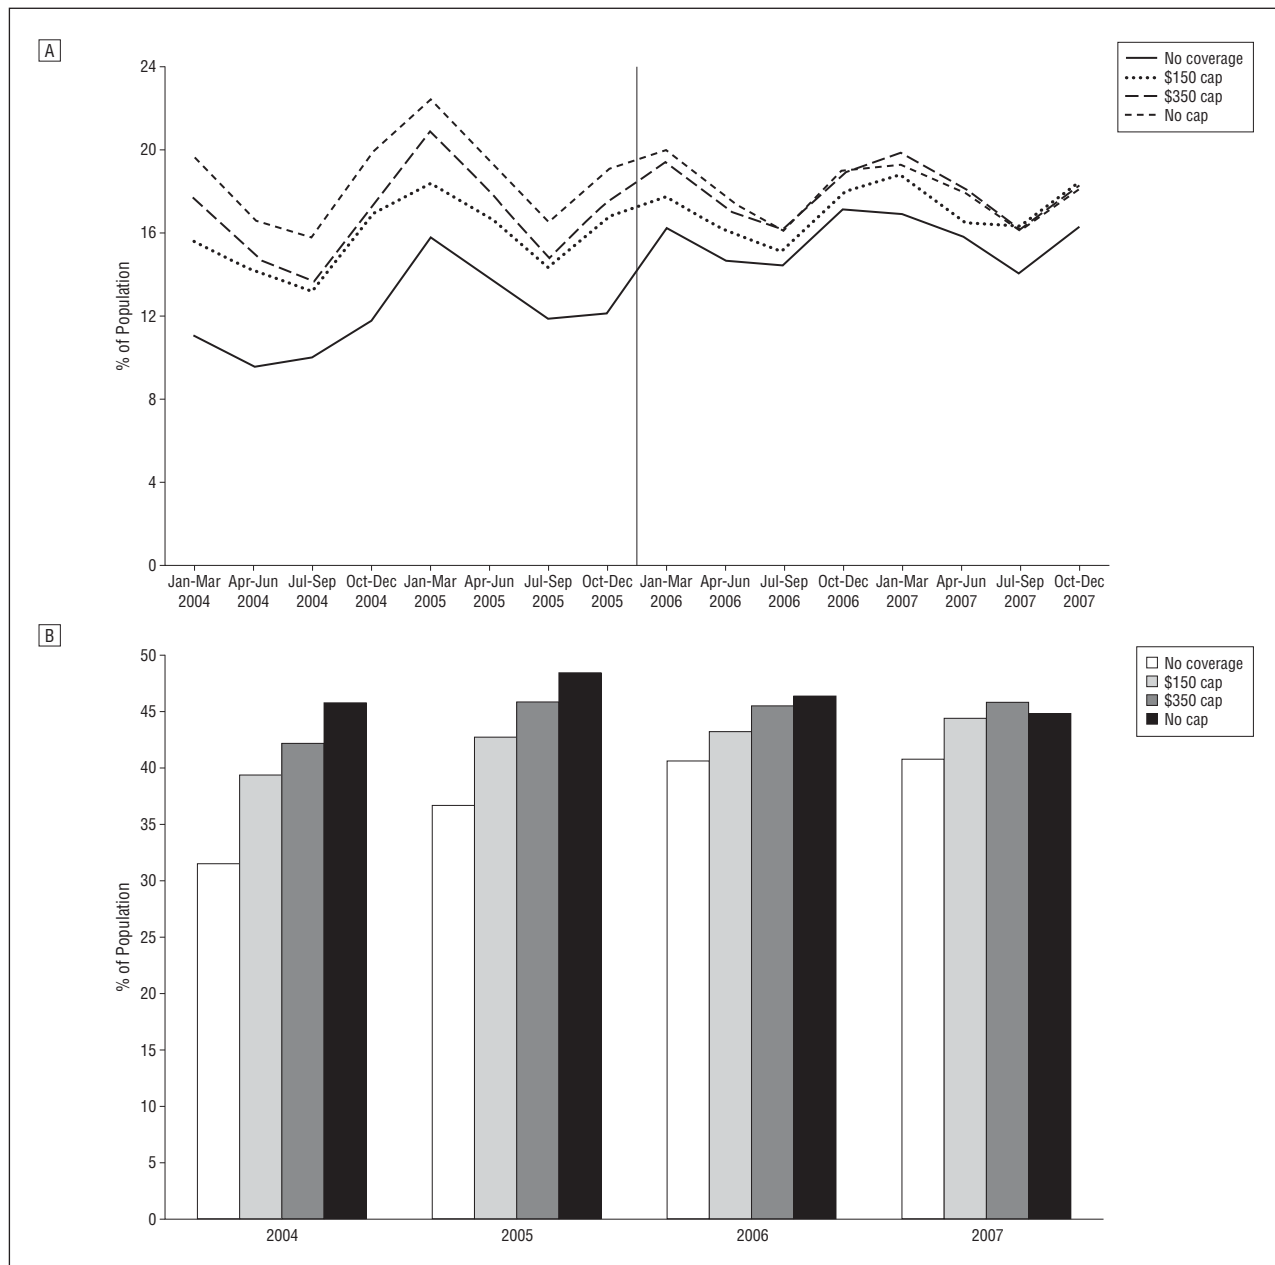 A
No coverage
$150 cap
$350 cap
No cap
% of Population
24
20
16
12
8
4
0
Jan-Mar 2004
Apr-Jun 2004
Jul-Sep 2004
Oct-Dec 2004
Jan-Mar 2005
Apr-Jun 2005
Jul-Sep 2005
Oct-Dec 2005
Jan-Mar 2006
Apr-Jun 2006
Jul-Sep 2006
Oct-Dec 2006
Jan-Mar 2007
Apr-Jun 2007
Jul-Sep 2007
Oct-Dec 2007
B
No coverage
$150 cap
$350 cap
No cap
% of Population
50
45
40
35
30
25
20
15
10
5
0
2004
2005
2006
2007